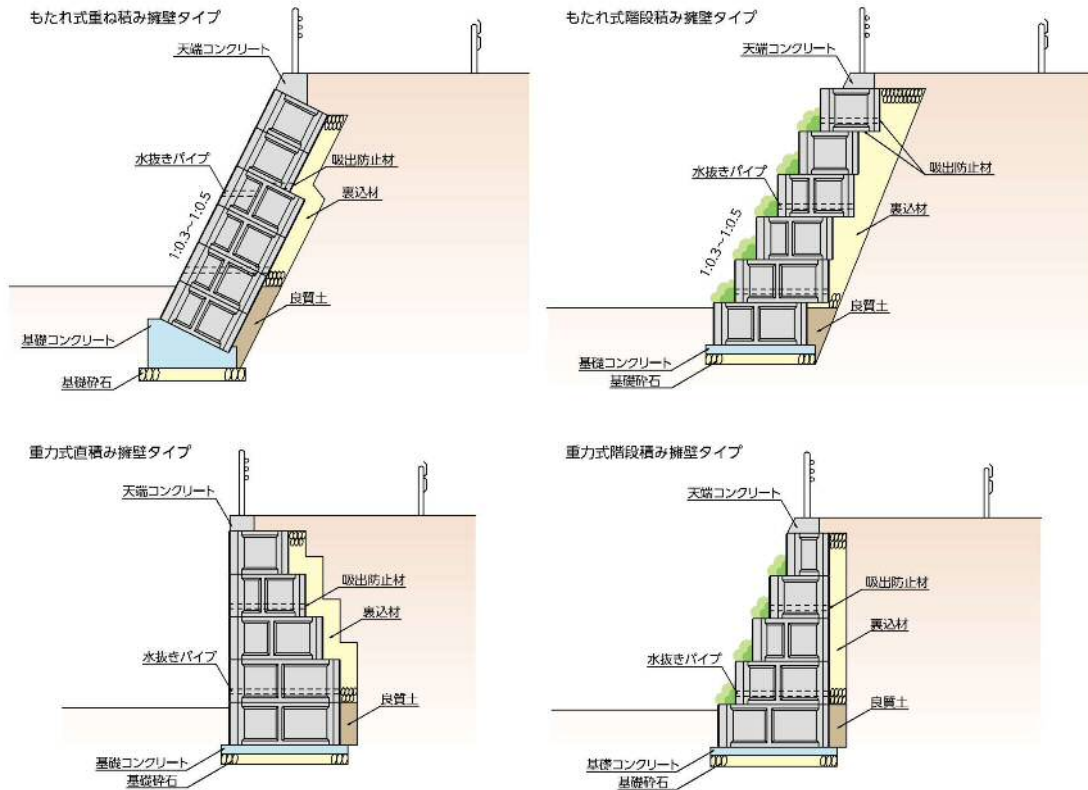 もたれ式重ね積み擁壁タイプ
天端コンクリート
水抜きパイプ
吸出防止材
裏込材
1:0.3～1:0.5
良質土
基礎コンクリート
基礎砕石
もたれ式階段積み擁壁タイプ
天端コンクリート
吸出防止材
水抜きパイプ
裏込材
1:0.3～1:0.5
良質土
基礎コンクリート
基礎砕石
重力式直積み擁壁タイプ
天端コンクリート
吸出防止材
裏込材
水抜きパイプ
良質土
基礎コンクリート
基礎砕石
重力式階段積み擁壁タイプ
天端コンクリート
吸出防止材
裏込材
水抜きパイプ
良質土
基礎コンクリート
基礎砕石